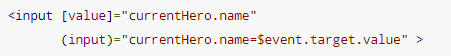 <input [value]="currentHero.name"
(input)="currentHero.name=$event.target.value" >